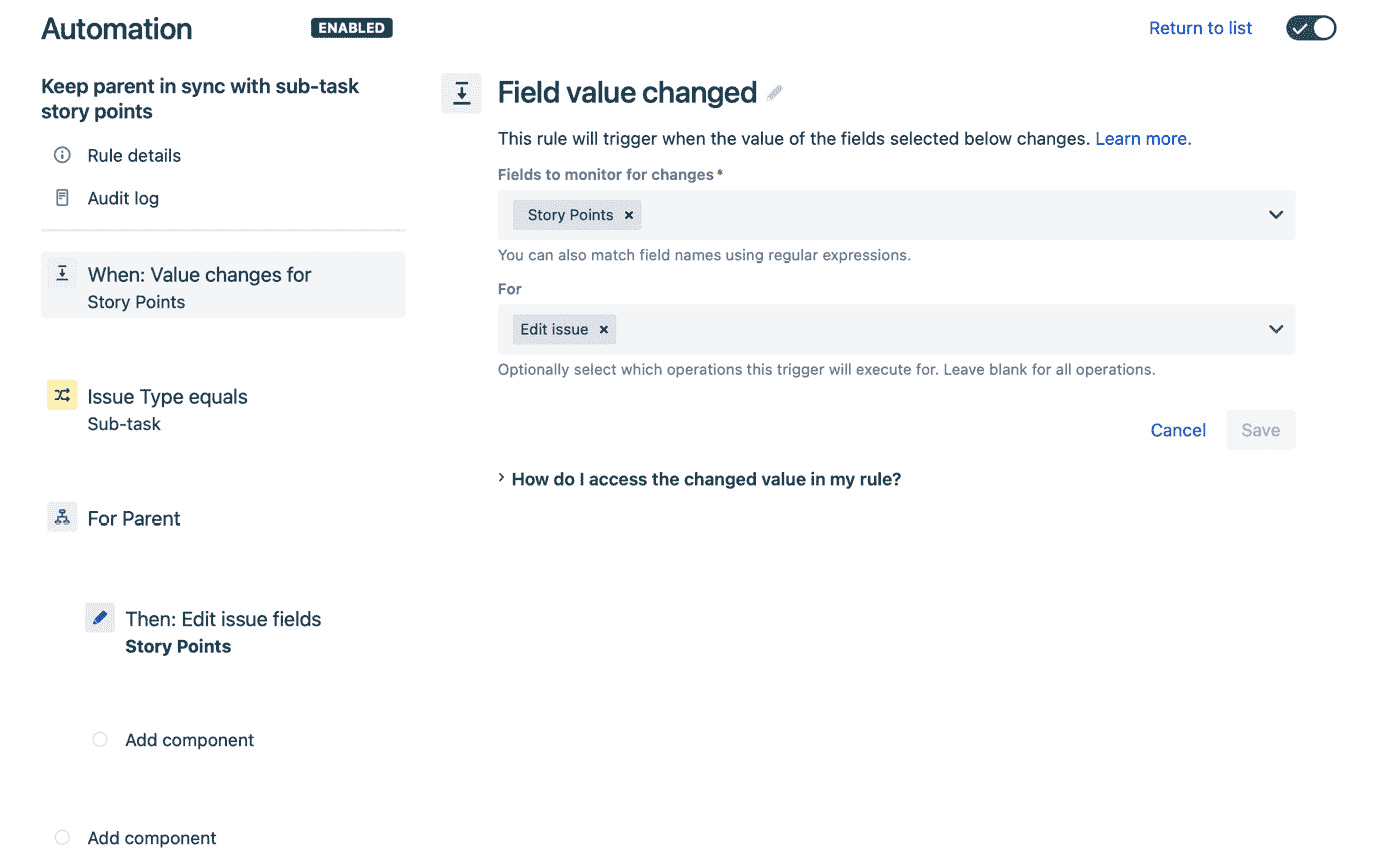 Automation
ENABLED
Return to list
Keep parent in sync with sub-task
story points
Rule details
Audit log
When: Value changes for
Story Points
Issue Type equals
Sub-task
For Parent
Then: Edit issue fields
Story Points
Add component
Add component
Field value changed
This rule will trigger when the value of the fields selected below changes. Learn more.
Fields to monitor for changes*
Story Points ×
You can also match field names using regular expressions.
For
Edit issue ×
Optionally select which operations this trigger will execute for. Leave blank for all operations.
Cancel
Save
How do I access the changed value in my rule?